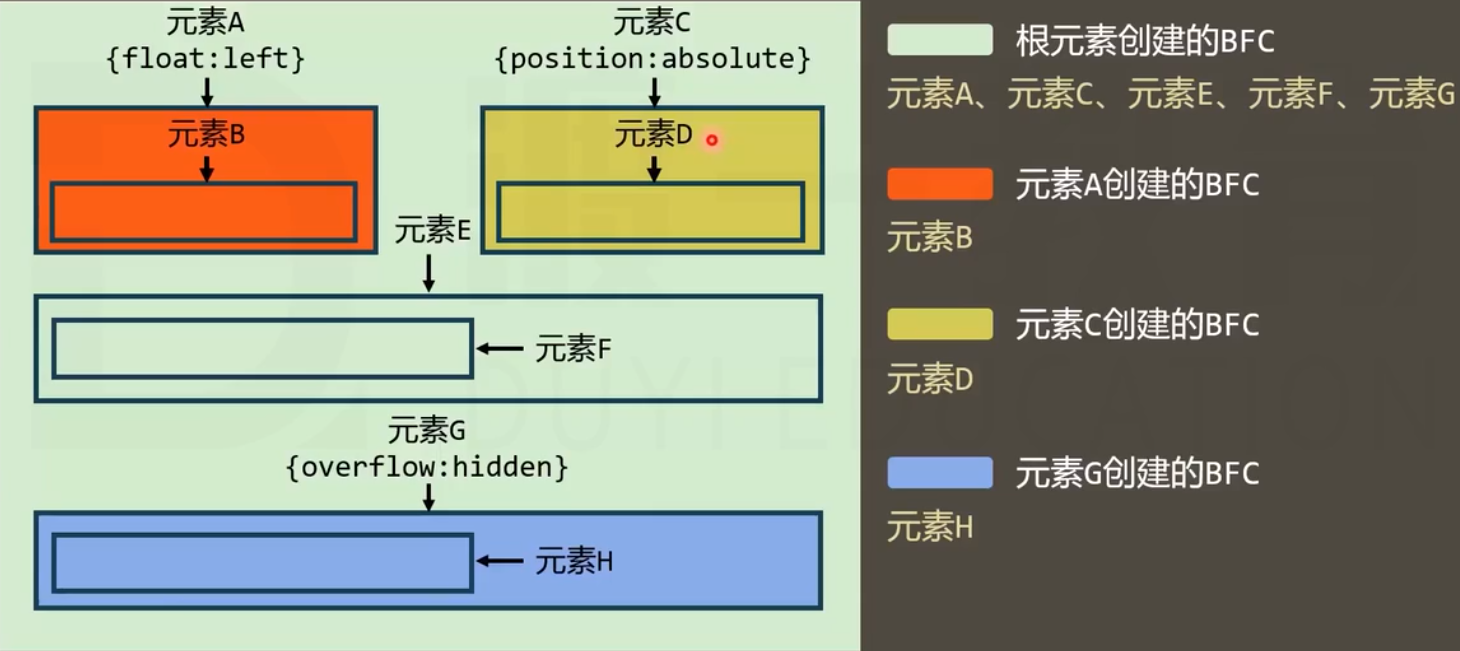 元素A
{float:left}
元素C
{position:absolute}
元素B
元素D
元素E
元素F
元素G
{overflow:hidden}
元素H
根元素创建的BFC
元素A、元素C、元素E、元素F、元素G
元素A创建的BFC
元素B
元素C创建的BFC
元素D
元素G创建的BFC
元素H
DUYI EDUCATION